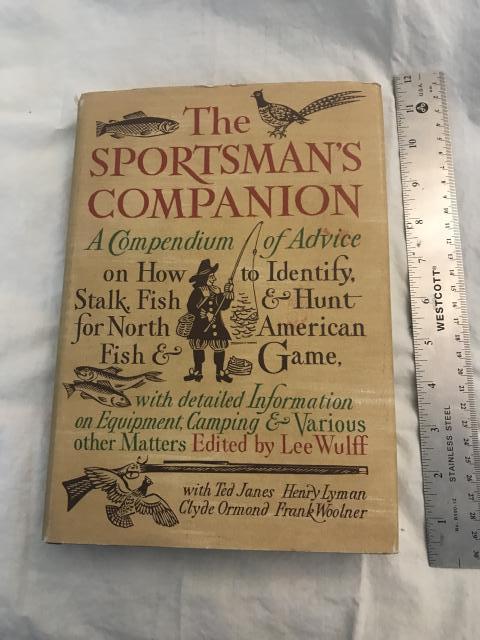 The
SPORTSMAN'S
COMPANION
A Compendium of Advice
on How to Identify,
Stalk, Fish & Hunt
for North American
Fish & Game,
with detailed Information
on Equipment, Camping & Various
other Matters Edited by Lee Wulff
with Ted Janes Henry Lyman
Clyde Ormond Frank Woolner
12
11
10
9
8
7
6
5
4
3
2
1
U.S.A.
WESTCOTT
STAINLESS STEEL